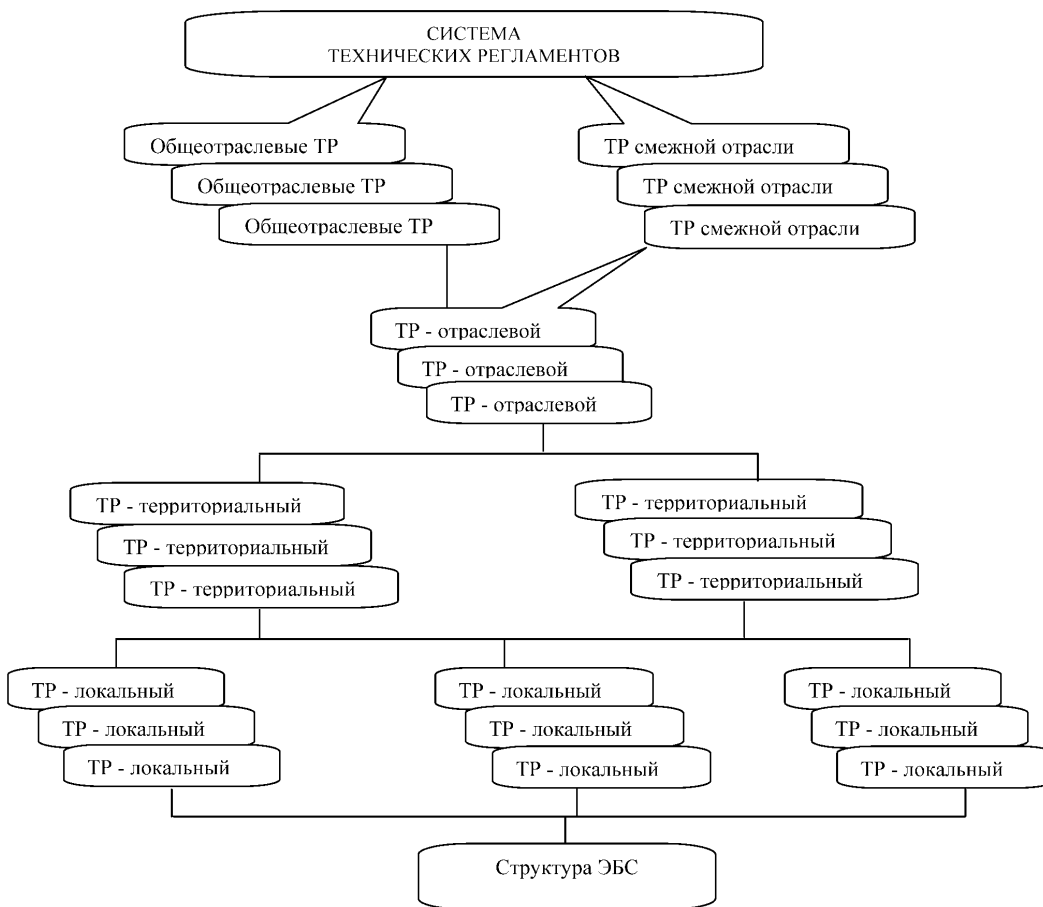 СИСТЕМА
ТЕХНИЧЕСКИХ РЕГЛАМЕНТОВ
Общеотраслевые ТР
Общеотраслевые ТР
Общеотраслевые ТР
ТР смежной отрасли
ТР смежной отрасли
ТР смежной отрасли
ТР - отраслевой
ТР - отраслевой
ТР - отраслевой
ТР - территориальный
ТР - территориальный
ТР - территориальный
ТР - территориальный
ТР - территориальный
ТР - территориальный
ТР - локальный
ТР - локальный
ТР - локальный
ТР - локальный
ТР - локальный
ТР - локальный
ТР - локальный
ТР - локальный
ТР - локальный
Структура ЭБС